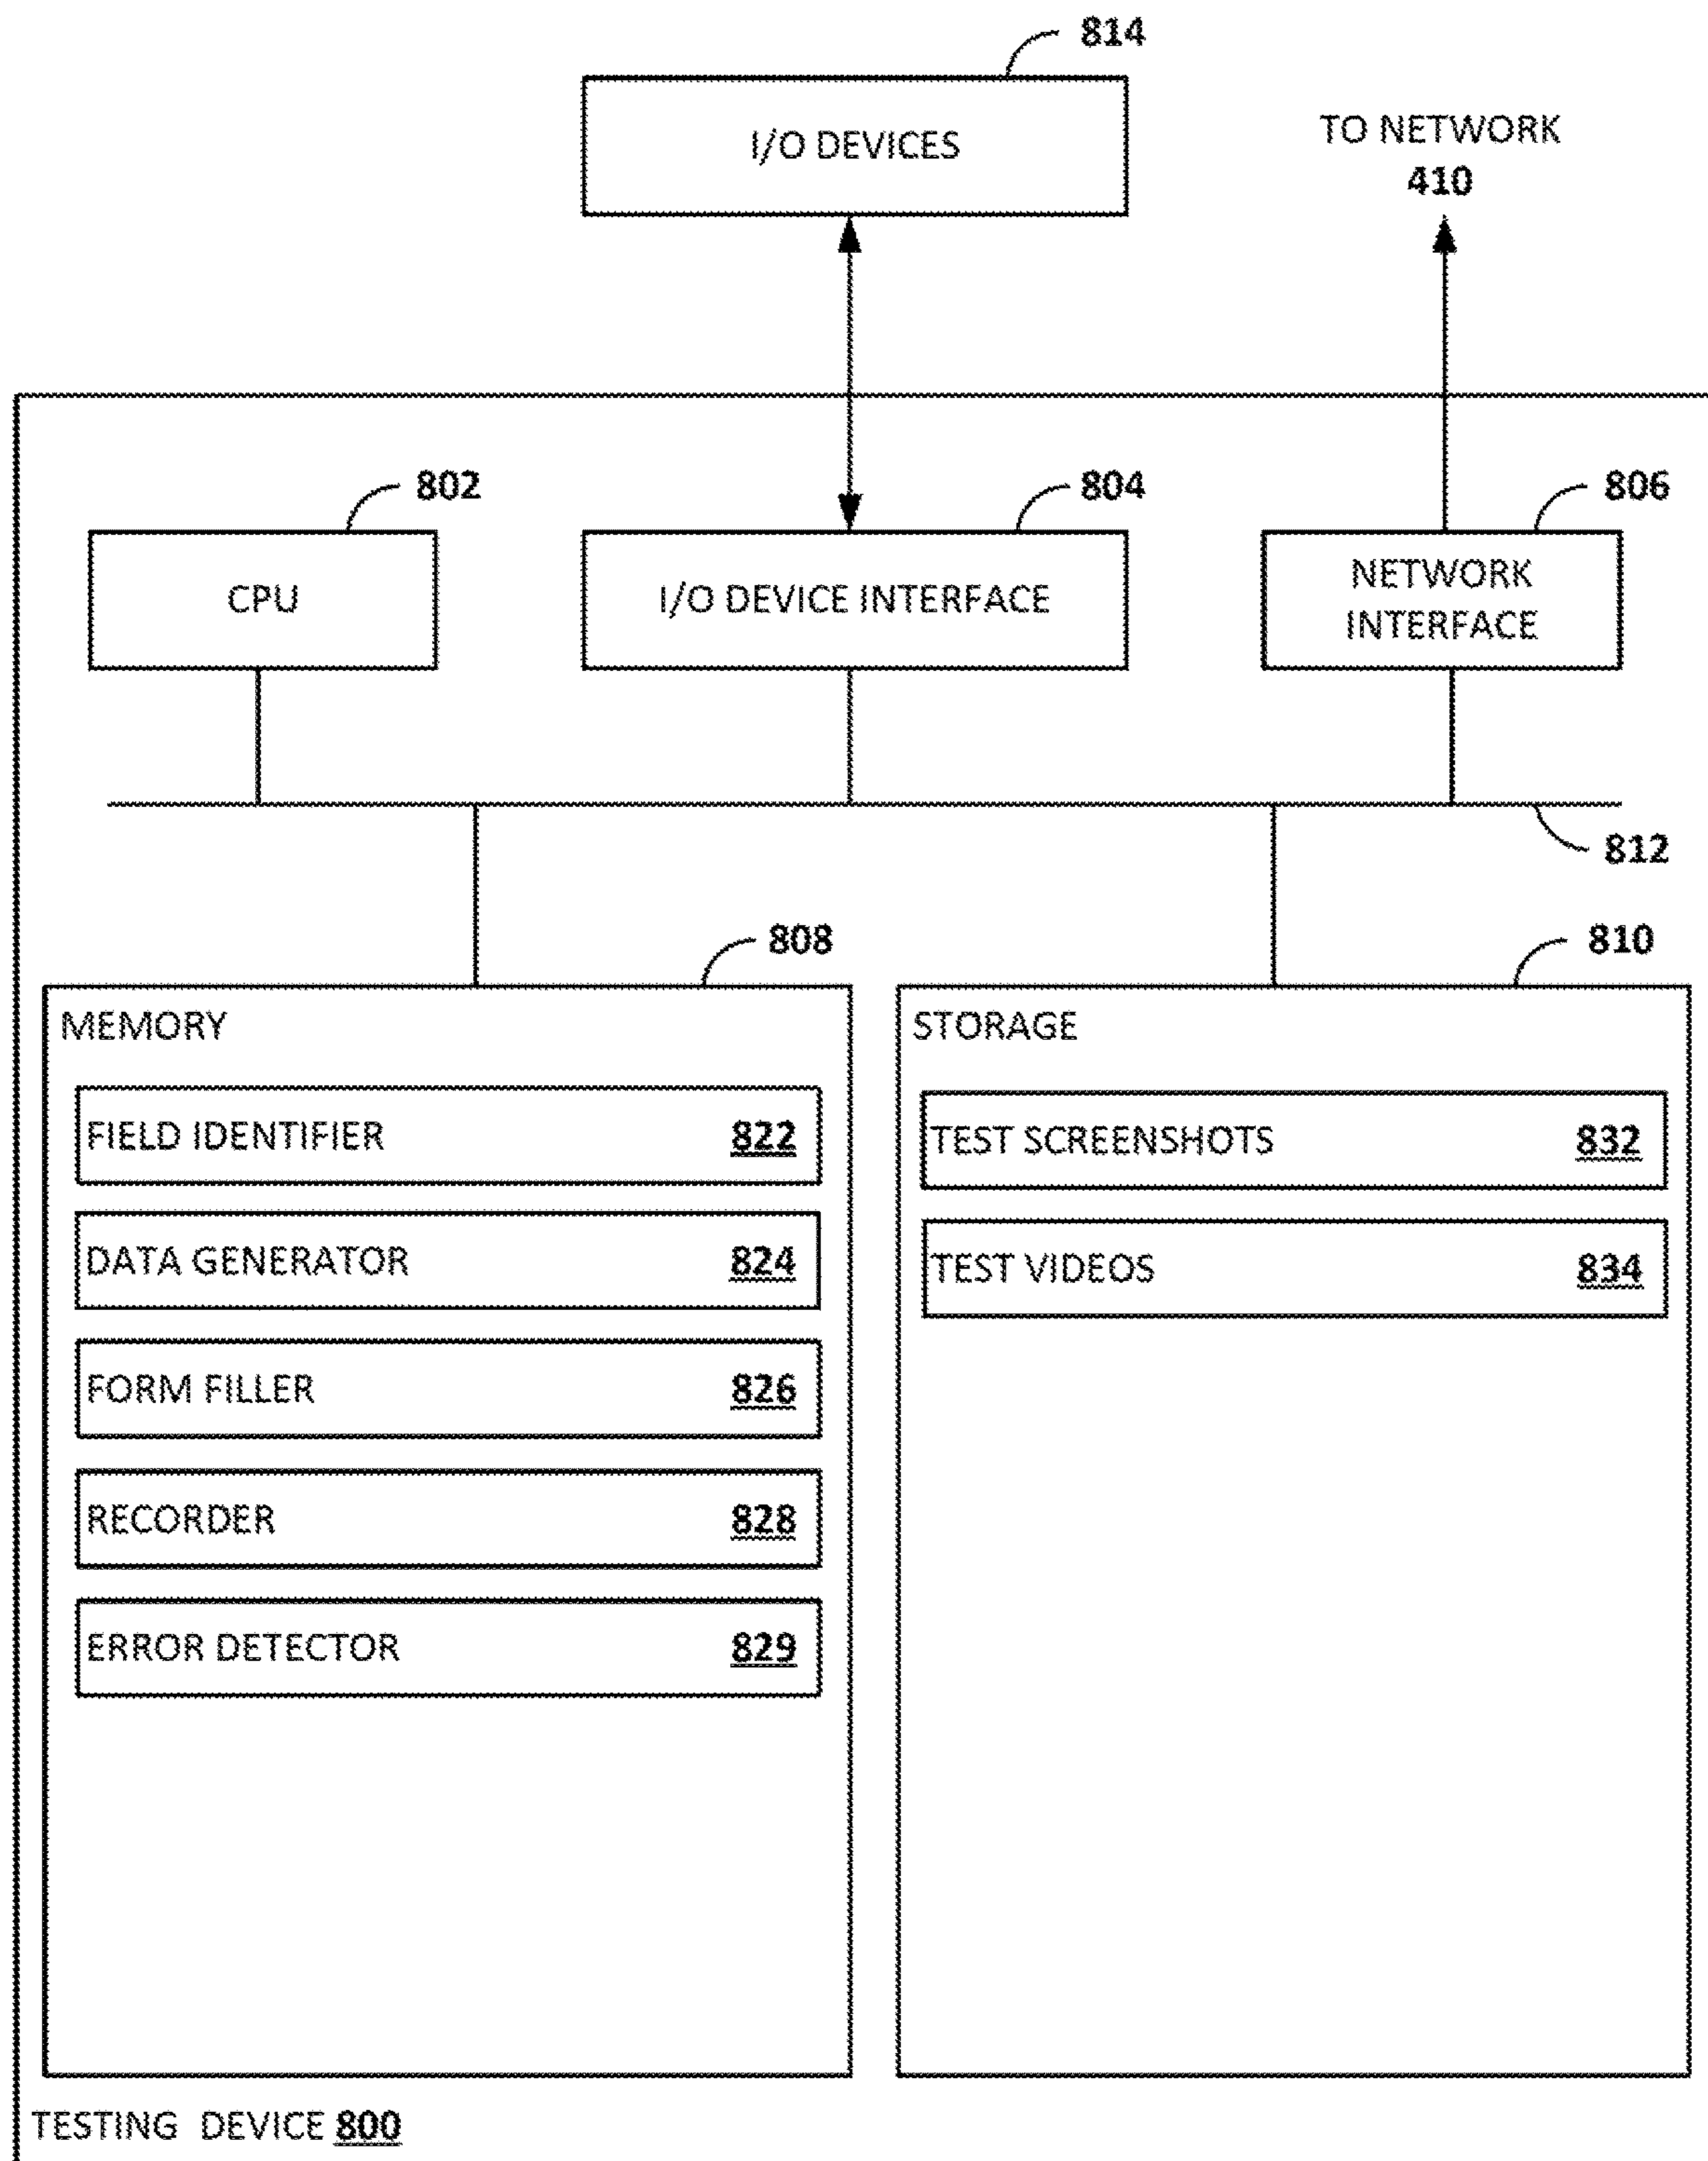 814
I/O DEVICES
TO NETWORK
410
802
804
806
CPU
I/O DEVICE INTERFACE
NETWORK
INTERFACE
812
808
810
MEMORY
FIELD IDENTIFIER 822
DATA GENERATOR 824
FORM FILLER 826
RECORDER 828
ERROR DETECTOR 829
STORAGE
TEST SCREENSHOTS 832
TEST VIDEOS 834
TESTING DEVICE 800